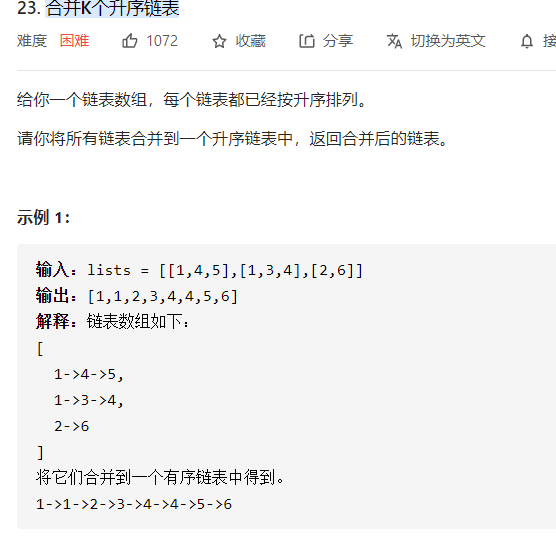 23. 合并K个升序链表
难度 困难 1072 收藏 分享 切换为英文
给你一个链表数组，每个链表都已经按升序排列。
请你将所有链表合并到一个升序链表中，返回合并后的链表。
示例 1：
输入：lists = [[1,4,5],[1,3,4],[2,6]]
输出：[1,1,2,3,4,4,5,6]
解释：链表数组如下：
[
  1->4->5,
  1->3->4,
  2->6
]
将它们合并到一个有序链表中得到。
1->1->2->3->4->4->5->6